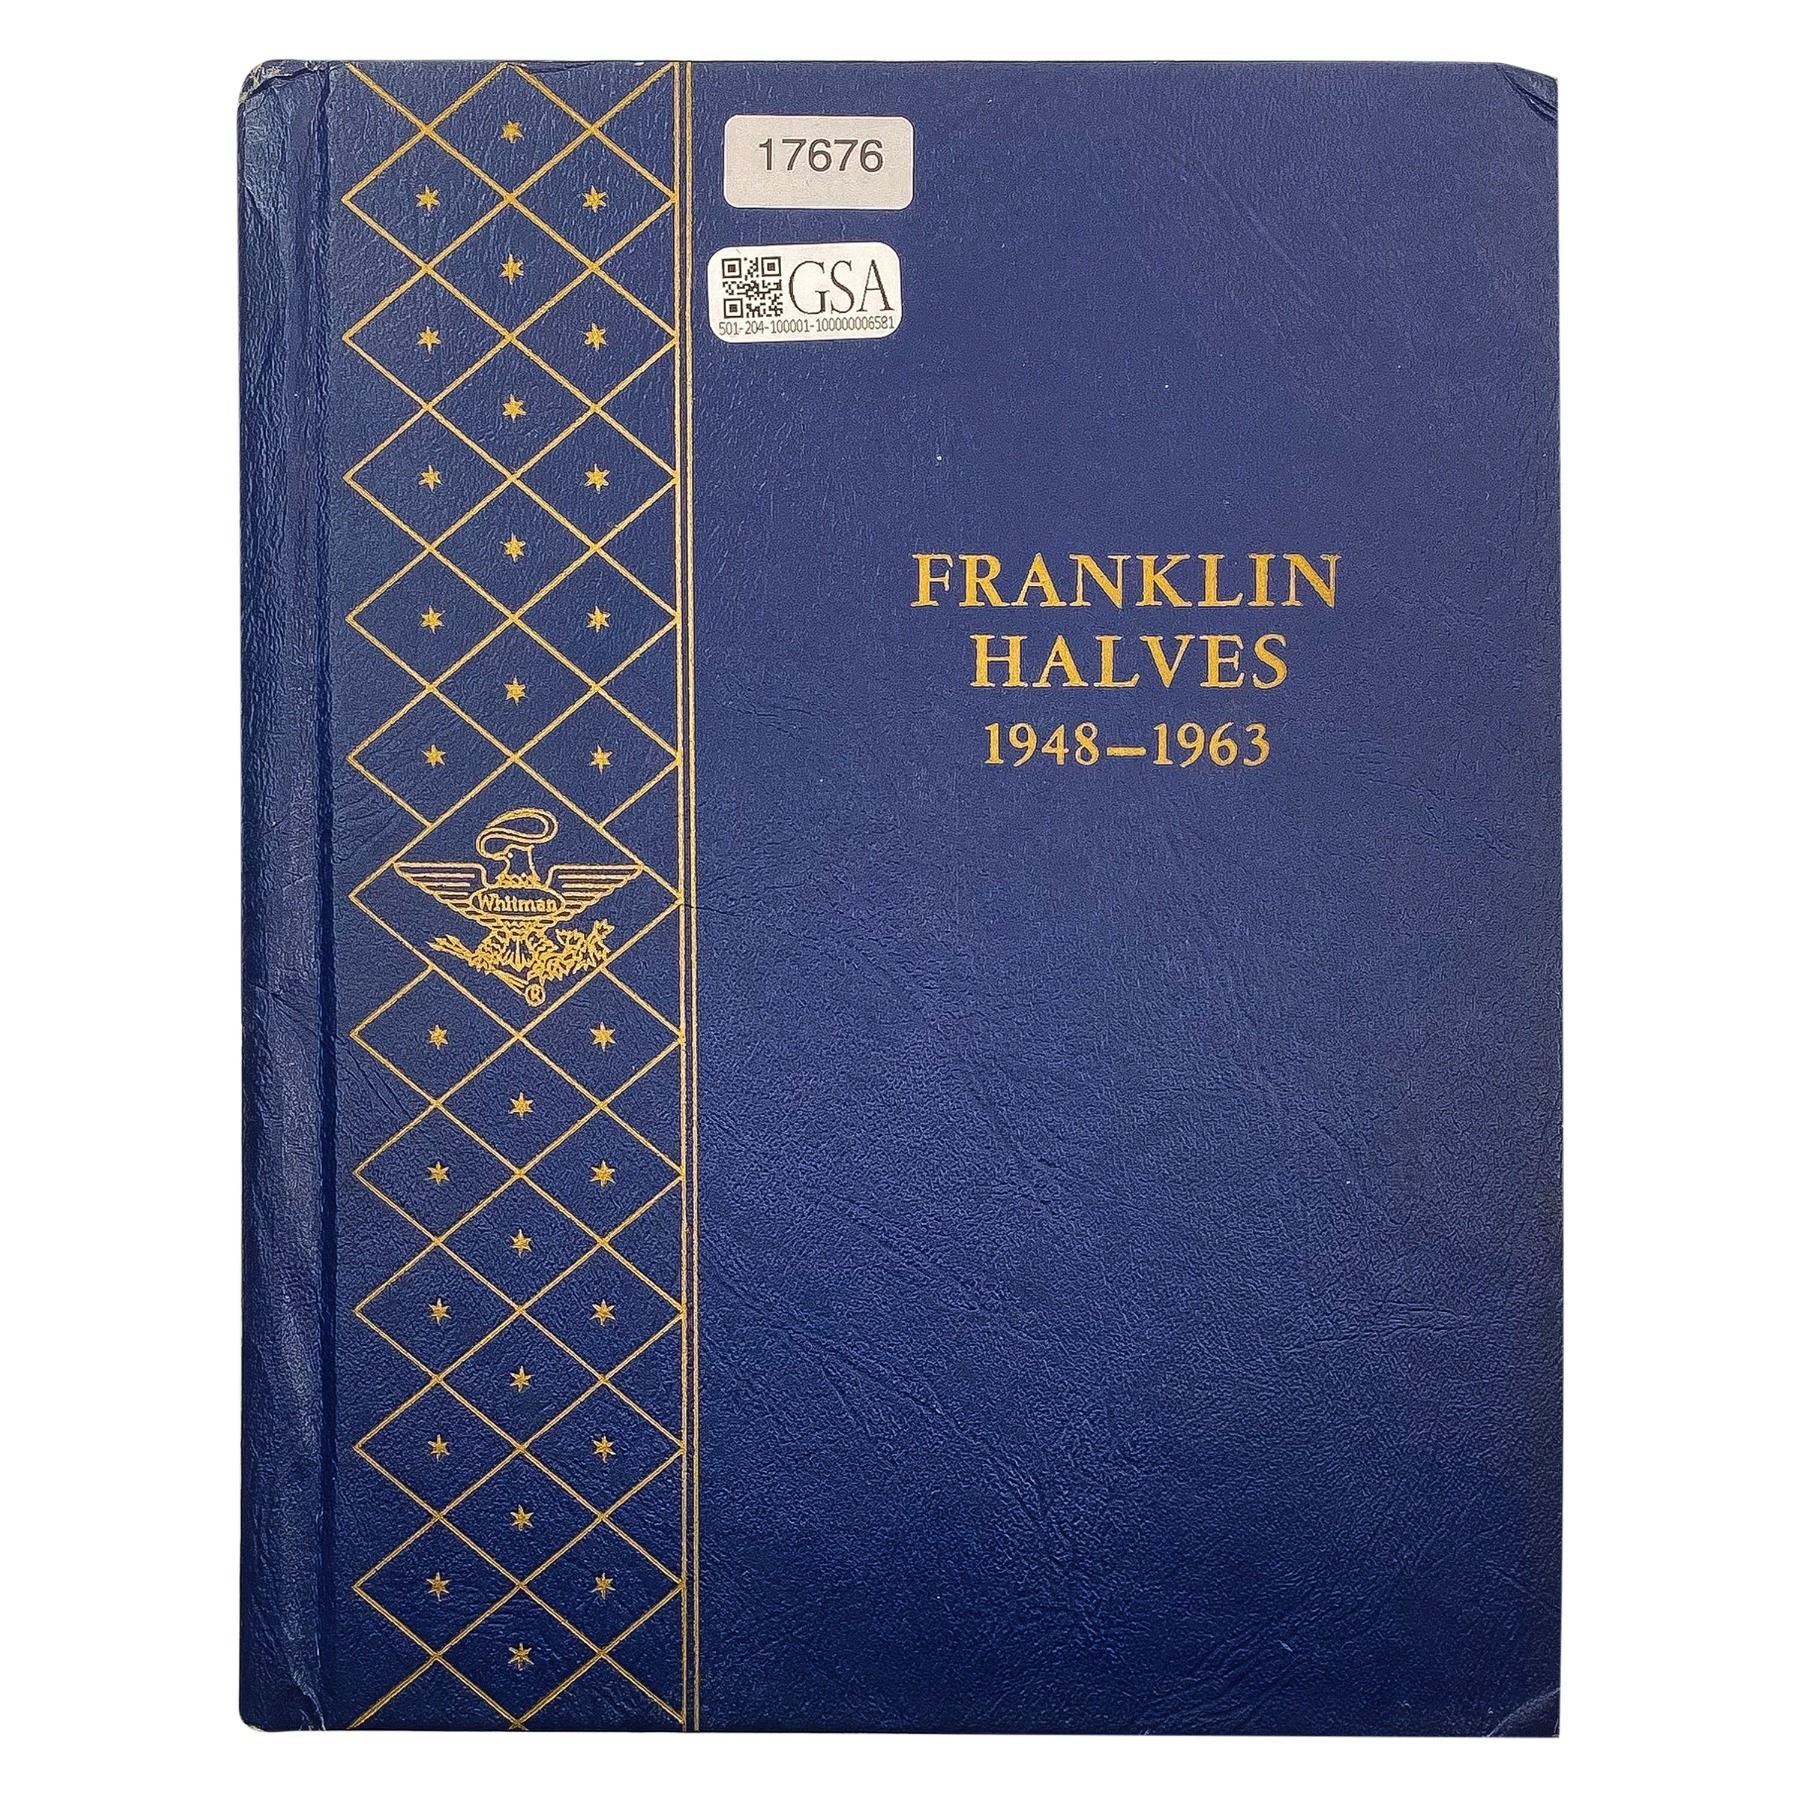 17676
GSA
501-204-100001-100000006581
FRANKLIN
HALVES
1948–1963
Whitman
®